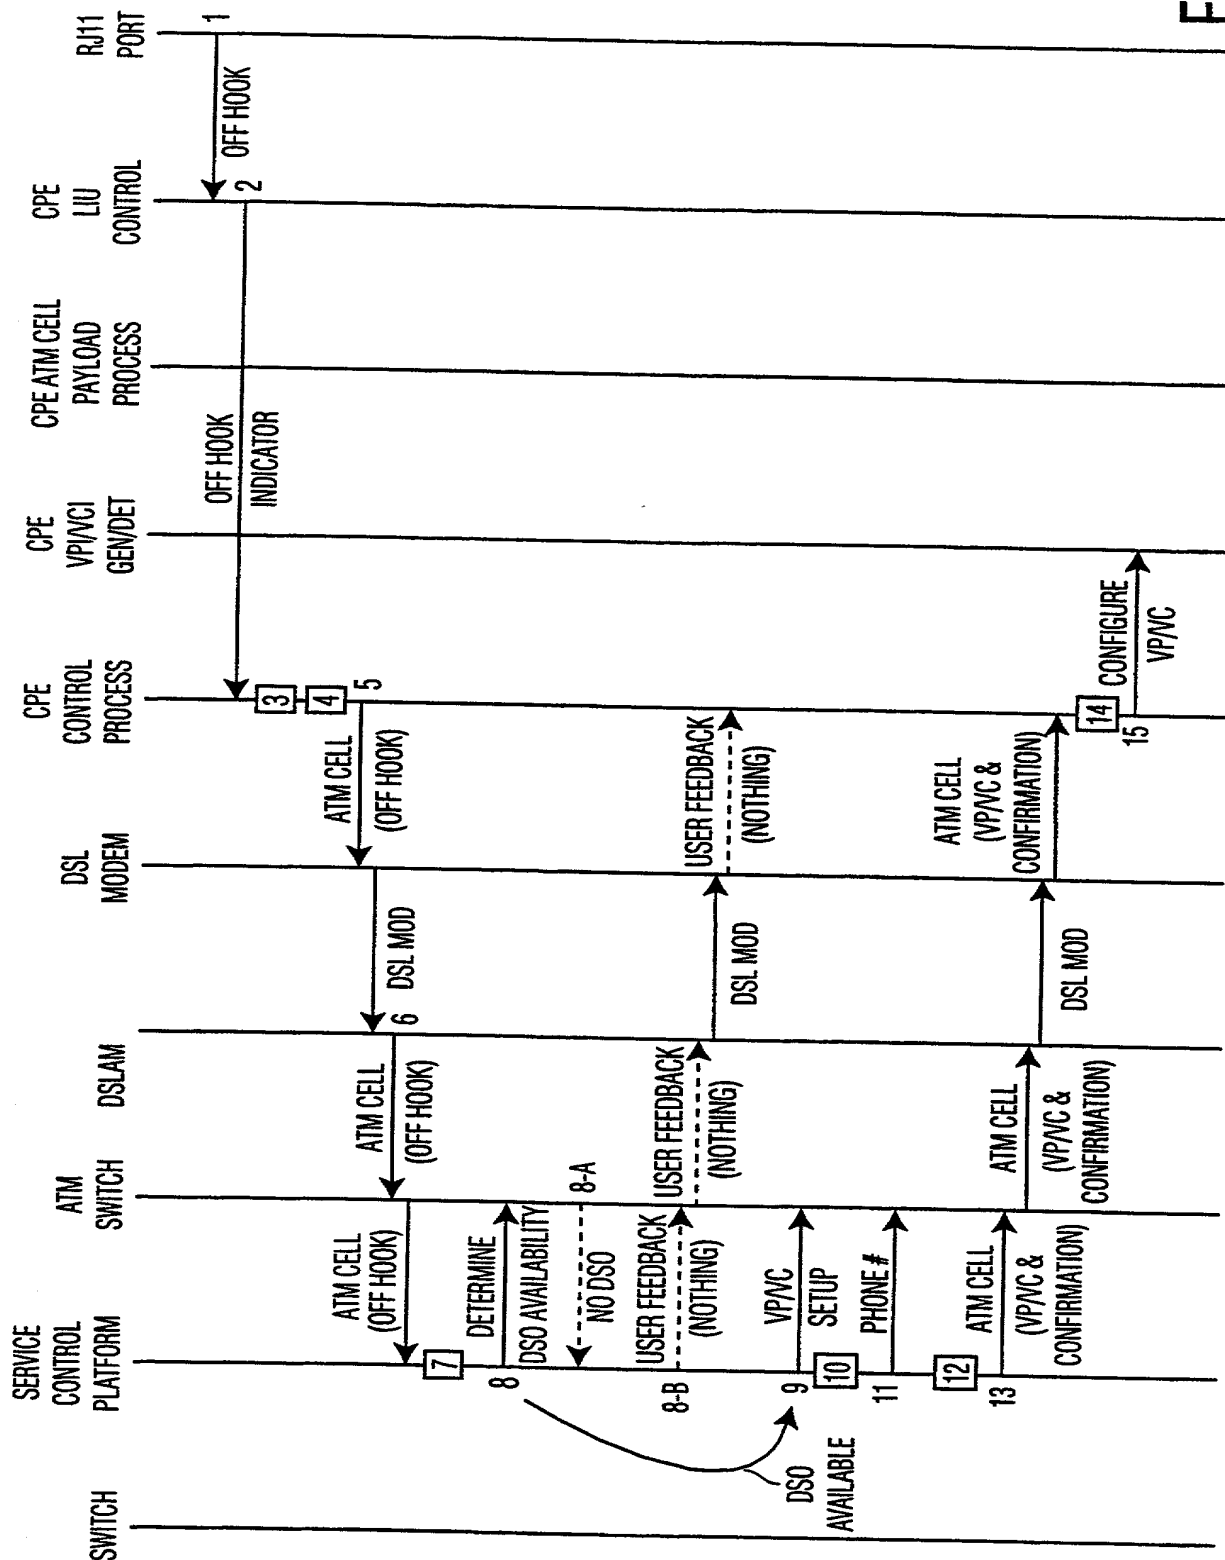 SWITCH
SERVICE
CONTROL
PLATFORM
ATM
SWITCH
DSLAM
DSL
MODEM
CPE
CONTROL
PROCESS
CPE
VPI/VCI
GEN/DET
CPE ATM CELL
PAYLOAD
PROCESS
CPE
LIU
CONTROL
RJ11
PORT
1
OFF HOOK
2
OFF HOOK
INDICATOR
3
4
5
ATM CELL
(OFF HOOK)
DSL MOD
6
ATM CELL
(OFF HOOK)
ATM CELL
(OFF HOOK)
7
8
DETERMINE
DSO AVAILABILITY
8-A
NO DSO
8-B
USER FEEDBACK
(NOTHING)
USER FEEDBACK
(NOTHING)
DSL MOD
USER FEEDBACK
(NOTHING)
DSO
AVAILABLE
9
VP/VC
SETUP
10
11
PHONE #
12
13
ATM CELL
(VP/VC &
CONFIRMATION)
ATM CELL
(VP/VC &
CONFIRMATION)
DSL MOD
ATM CELL
(VP/VC &
CONFIRMATION)
14
15
CONFIGURE
VP/VC